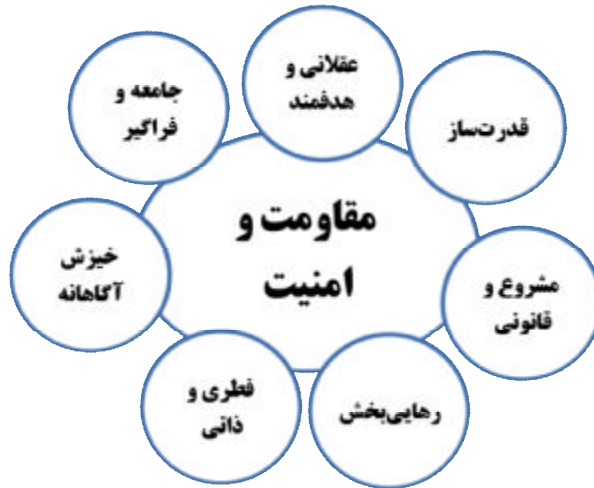 عقلانی و
هدفمند
قدرت‌ساز
جامعه و
فراگیر
مقاومت و
امنیت
خیزش
آگاهانه
مشروع و
قانونی
فطری و
ذاتی
رهایی‌بخش